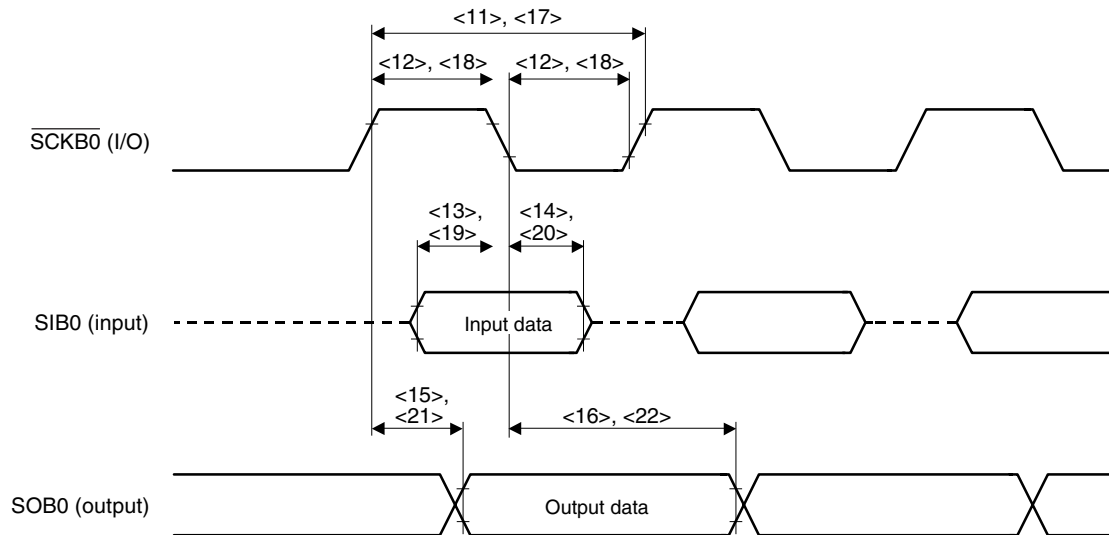 <11>, <17>
<12>, <18> <12>, <18>
SCKB0 (I/O)
<13>, <14>,
<19> <20>
SIB0 (input)
Input data
<15>,
<21>
<16>, <22>
SOB0 (output)
Output data